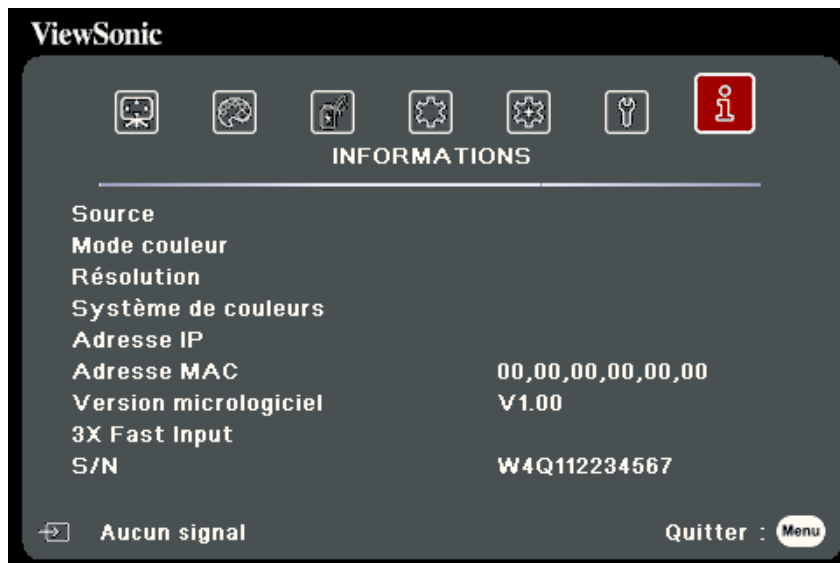 ViewSonic
INFORMATIONS
Source
Mode couleur
Résolution
Système de couleurs
Adresse IP
Adresse MAC 00,00,00,00,00,00
Version micrologiciel V1.00
3X Fast Input
S/N W4Q112234567
Aucun signal Quitter : Menu